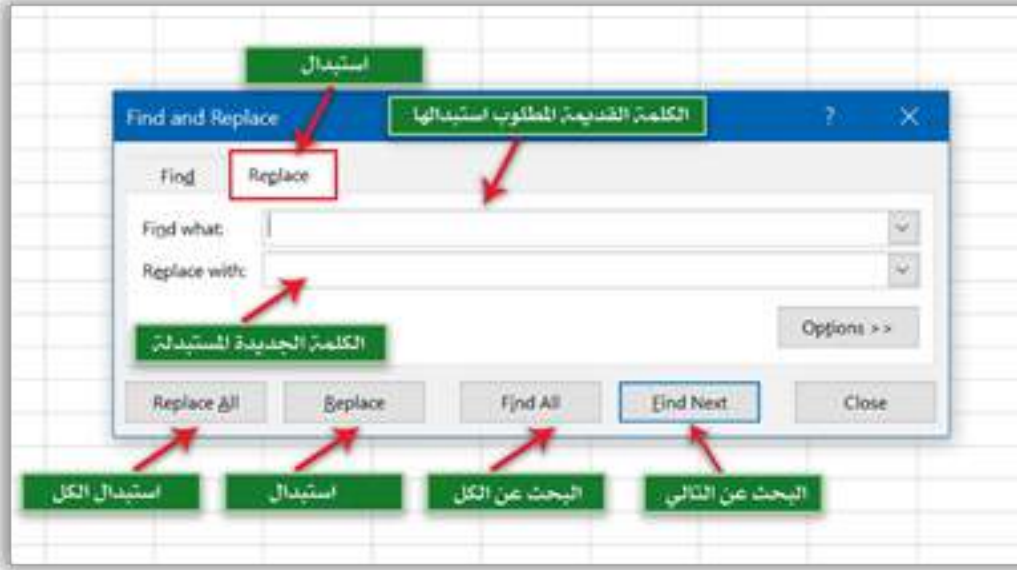 استبدال
Find and Replace
الكلمة القديمة المطلوب استبدالها
?
Find
Replace
Find what:
Replace with:
Options >>
الكلمة الجديدة المستبدلة
Replace All
Replace
Find All
Find Next
Close
استبدال الكل
استبدال
البحث عن الكل
البحث عن التالي